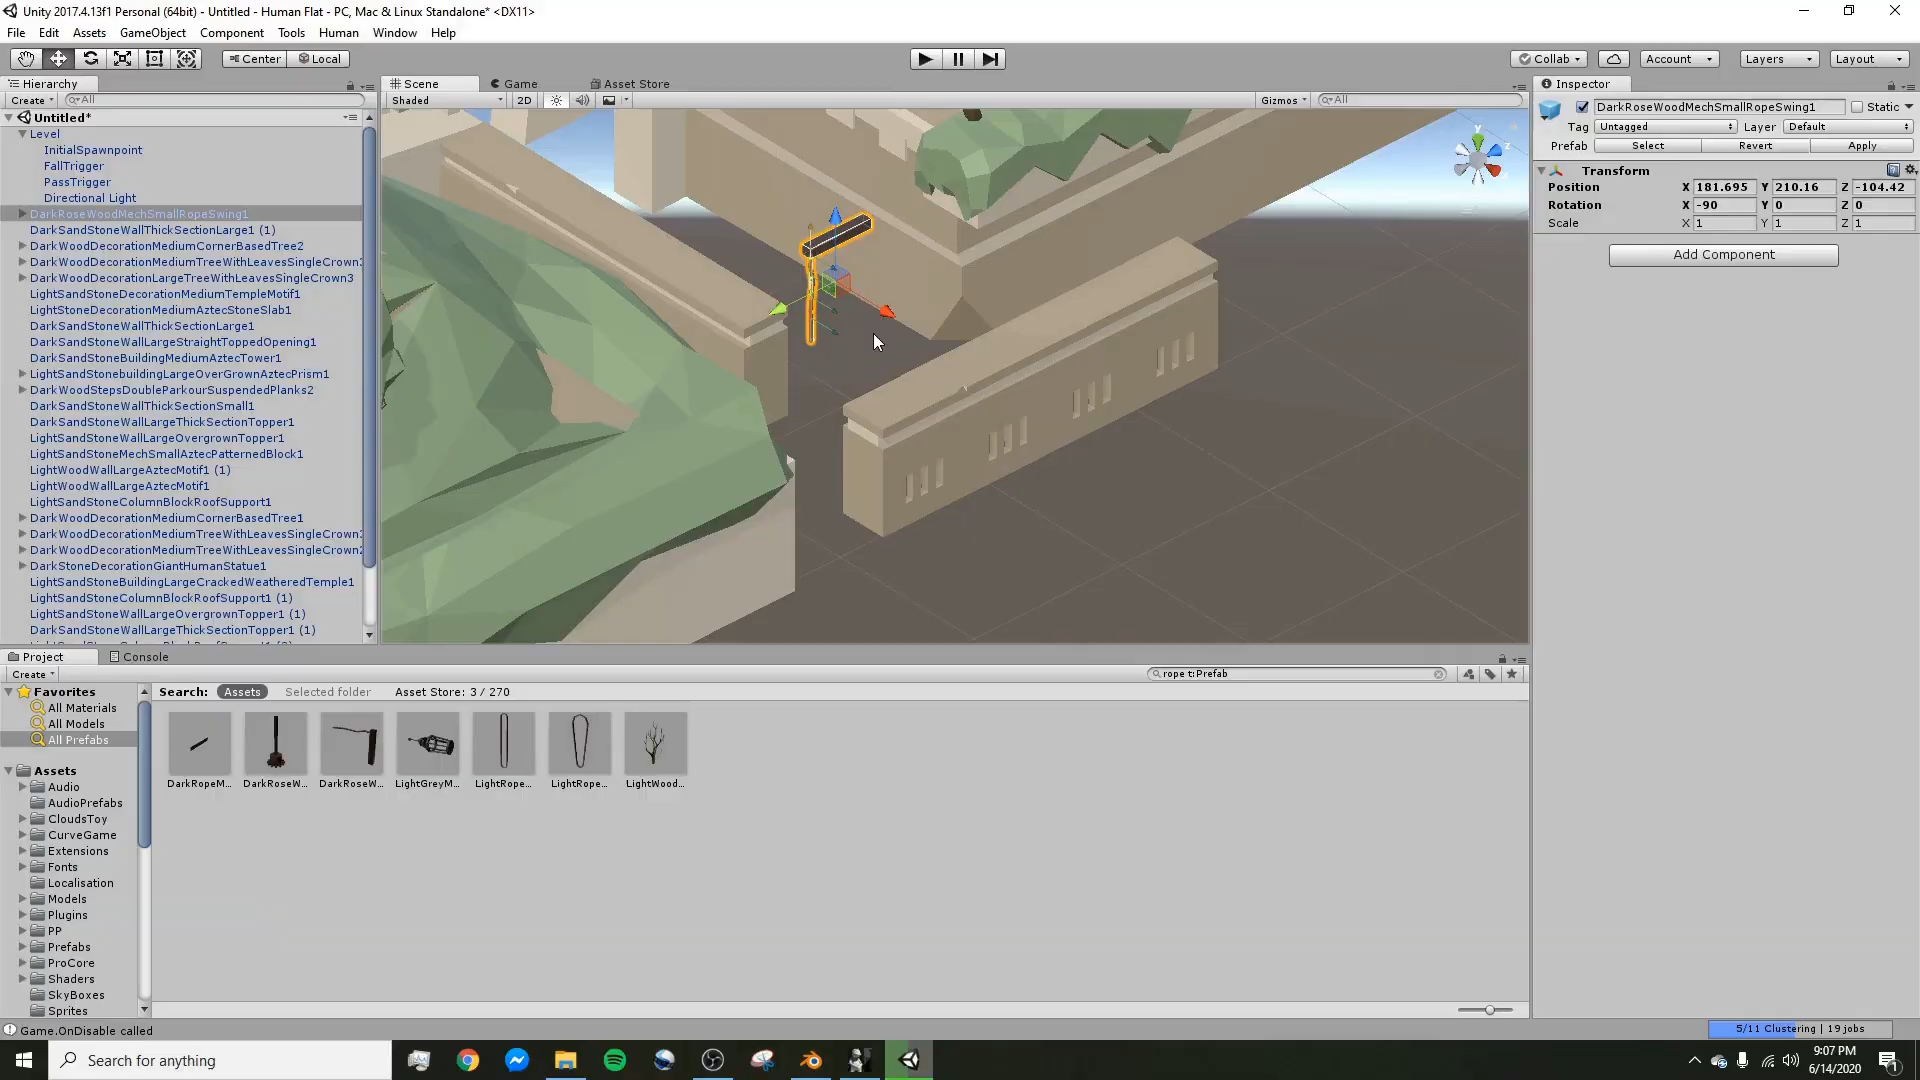 Unity 2017.4.13f1 Personal (64bit) - Untitled - Human Flat - PC, Mac & Linux Standalone* <DX11>
File Edit Assets GameObject Component Tools Human Window Help
Center Local
Collab Account Layers Layout
Hierarchy
Create All
Untitled*
Level
InitialSpawnpoint
FallTrigger
PassTrigger
Directional Light
DarkRoseWoodMechSmallRopeSwing1
DarkSandStoneWallThickSectionLarge1 (1)
DarkWoodDecorationMediumCornerBasedTree2
DarkWoodDecorationMediumTreeWithLeavesSingleCrown3
DarkWoodDecorationLargeTreeWithLeavesSingleCrown3
LightSandStoneDecorationMediumTempleMotif1
LightSandStoneDecorationMediumAztecStoneSlab1
DarkSandStoneWallThickSectionLarge1
DarkSandStoneWallLargeStraightToppedOpening1
DarkSandStoneBuildingMediumAztecTower1
LightSandStonebuildingLargeOverGrownAztecPrism1
DarkWoodStepsDoubleParkourSuspendedPlanks2
DarkSandStoneWallThickSectionSmall1
DarkSandStoneWallLargeThickSectionTopper1
LightSandStoneWallLargeOvergrownTopper1
LightSandStoneMechSmallAztecPatternedBlock1
LightWoodWallLargeAztecMotif1 (1)
LightWoodWallLargeAztecMotif1
LightSandStoneColumnBlockRoofSupport1
DarkWoodDecorationMediumCornerBasedTree1
DarkWoodDecorationMediumTreeWithLeavesSingleCrown
DarkWoodDecorationMediumTreeWithLeavesSingleCrown
DarkStoneDecorationGiantHumanStatue1
LightSandStoneBuildingLargeCrackedWeatheredTemple1
LightSandStoneColumnBlockRoofSupport1 (1)
LightSandStoneWallLargeOvergrownTopper1 (1)
DarkSandStoneWallLargeThickSectionTopper1 (1)
Scene Game Asset Store
Shaded 2D Gizmos All
Y
Z
Inspector
DarkRoseWoodMechSmallRopeSwing1 Static
Tag Untagged Layer Default
Prefab Select Revert Apply
Transform
Position X 181.695 Y 210.16 Z -104.42
Rotation X -90 Y 0 Z 0
Scale X 1 Y 1 Z 1
Add Component
Project Console
Create rope t:Prefab
Favorites
All Materials
All Models
All Prefabs
Assets
Audio
AudioPrefabs
CloudsToy
CurveGame
Extensions
Fonts
Localisation
Models
Plugins
PP
Prefabs
ProCore
Shaders
SkyBoxes
Sprites
Search: Assets Selected folder Asset Store: 3 / 270
DarkRopeM... DarkRoseW... DarkRoseW... LightGreyM... LightRope... LightRope... LightWood...
Game.OnDisable called
5/11 Clustering | 19 jobs
Search for anything
9:07 PM
6/14/2020
1